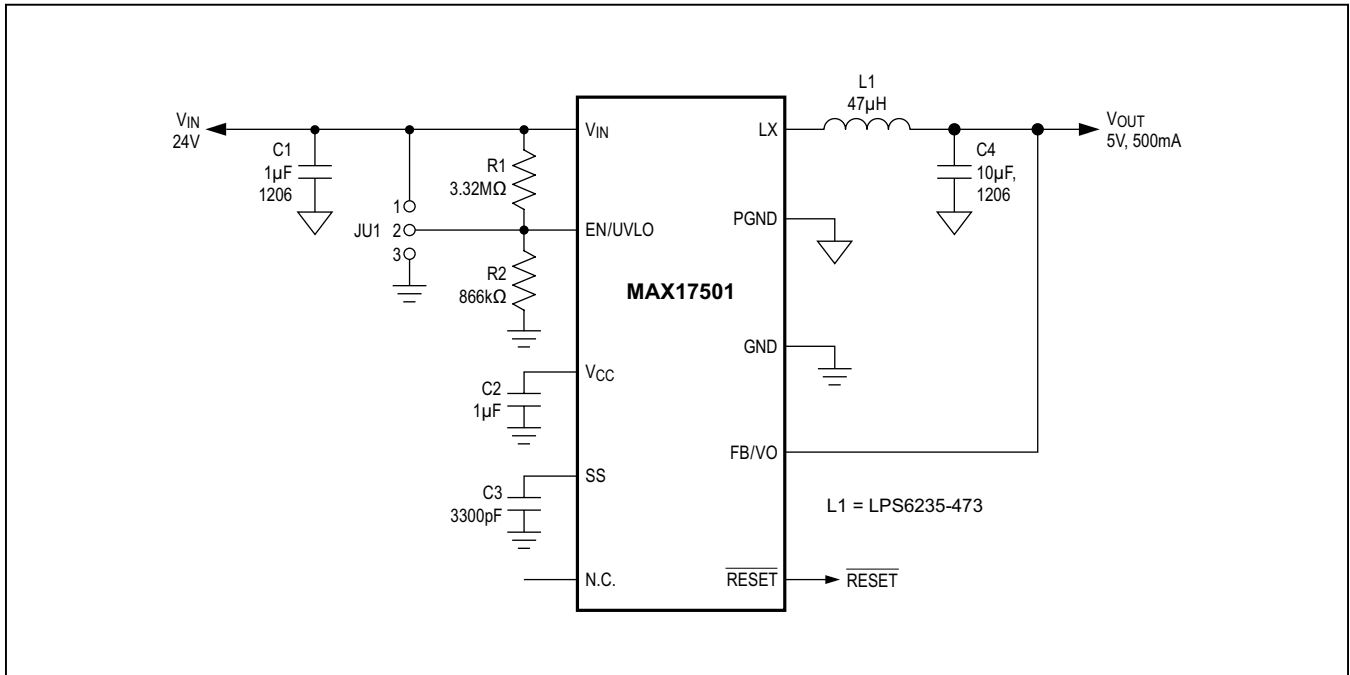 VIN
24V
C1
1µF
1206
JU1
1
2
3
R1
3.32MΩ
R2
866kΩ
C2
1µF
C3
3300pF
VIN
EN/UVLO
VCC
SS
N.C.
MAX17501
LX
PGND
GND
FB/VO
RESET
L1
47µH
C4
10µF,
1206
VOUT
5V, 500mA
L1 = LPS6235-473
RESET